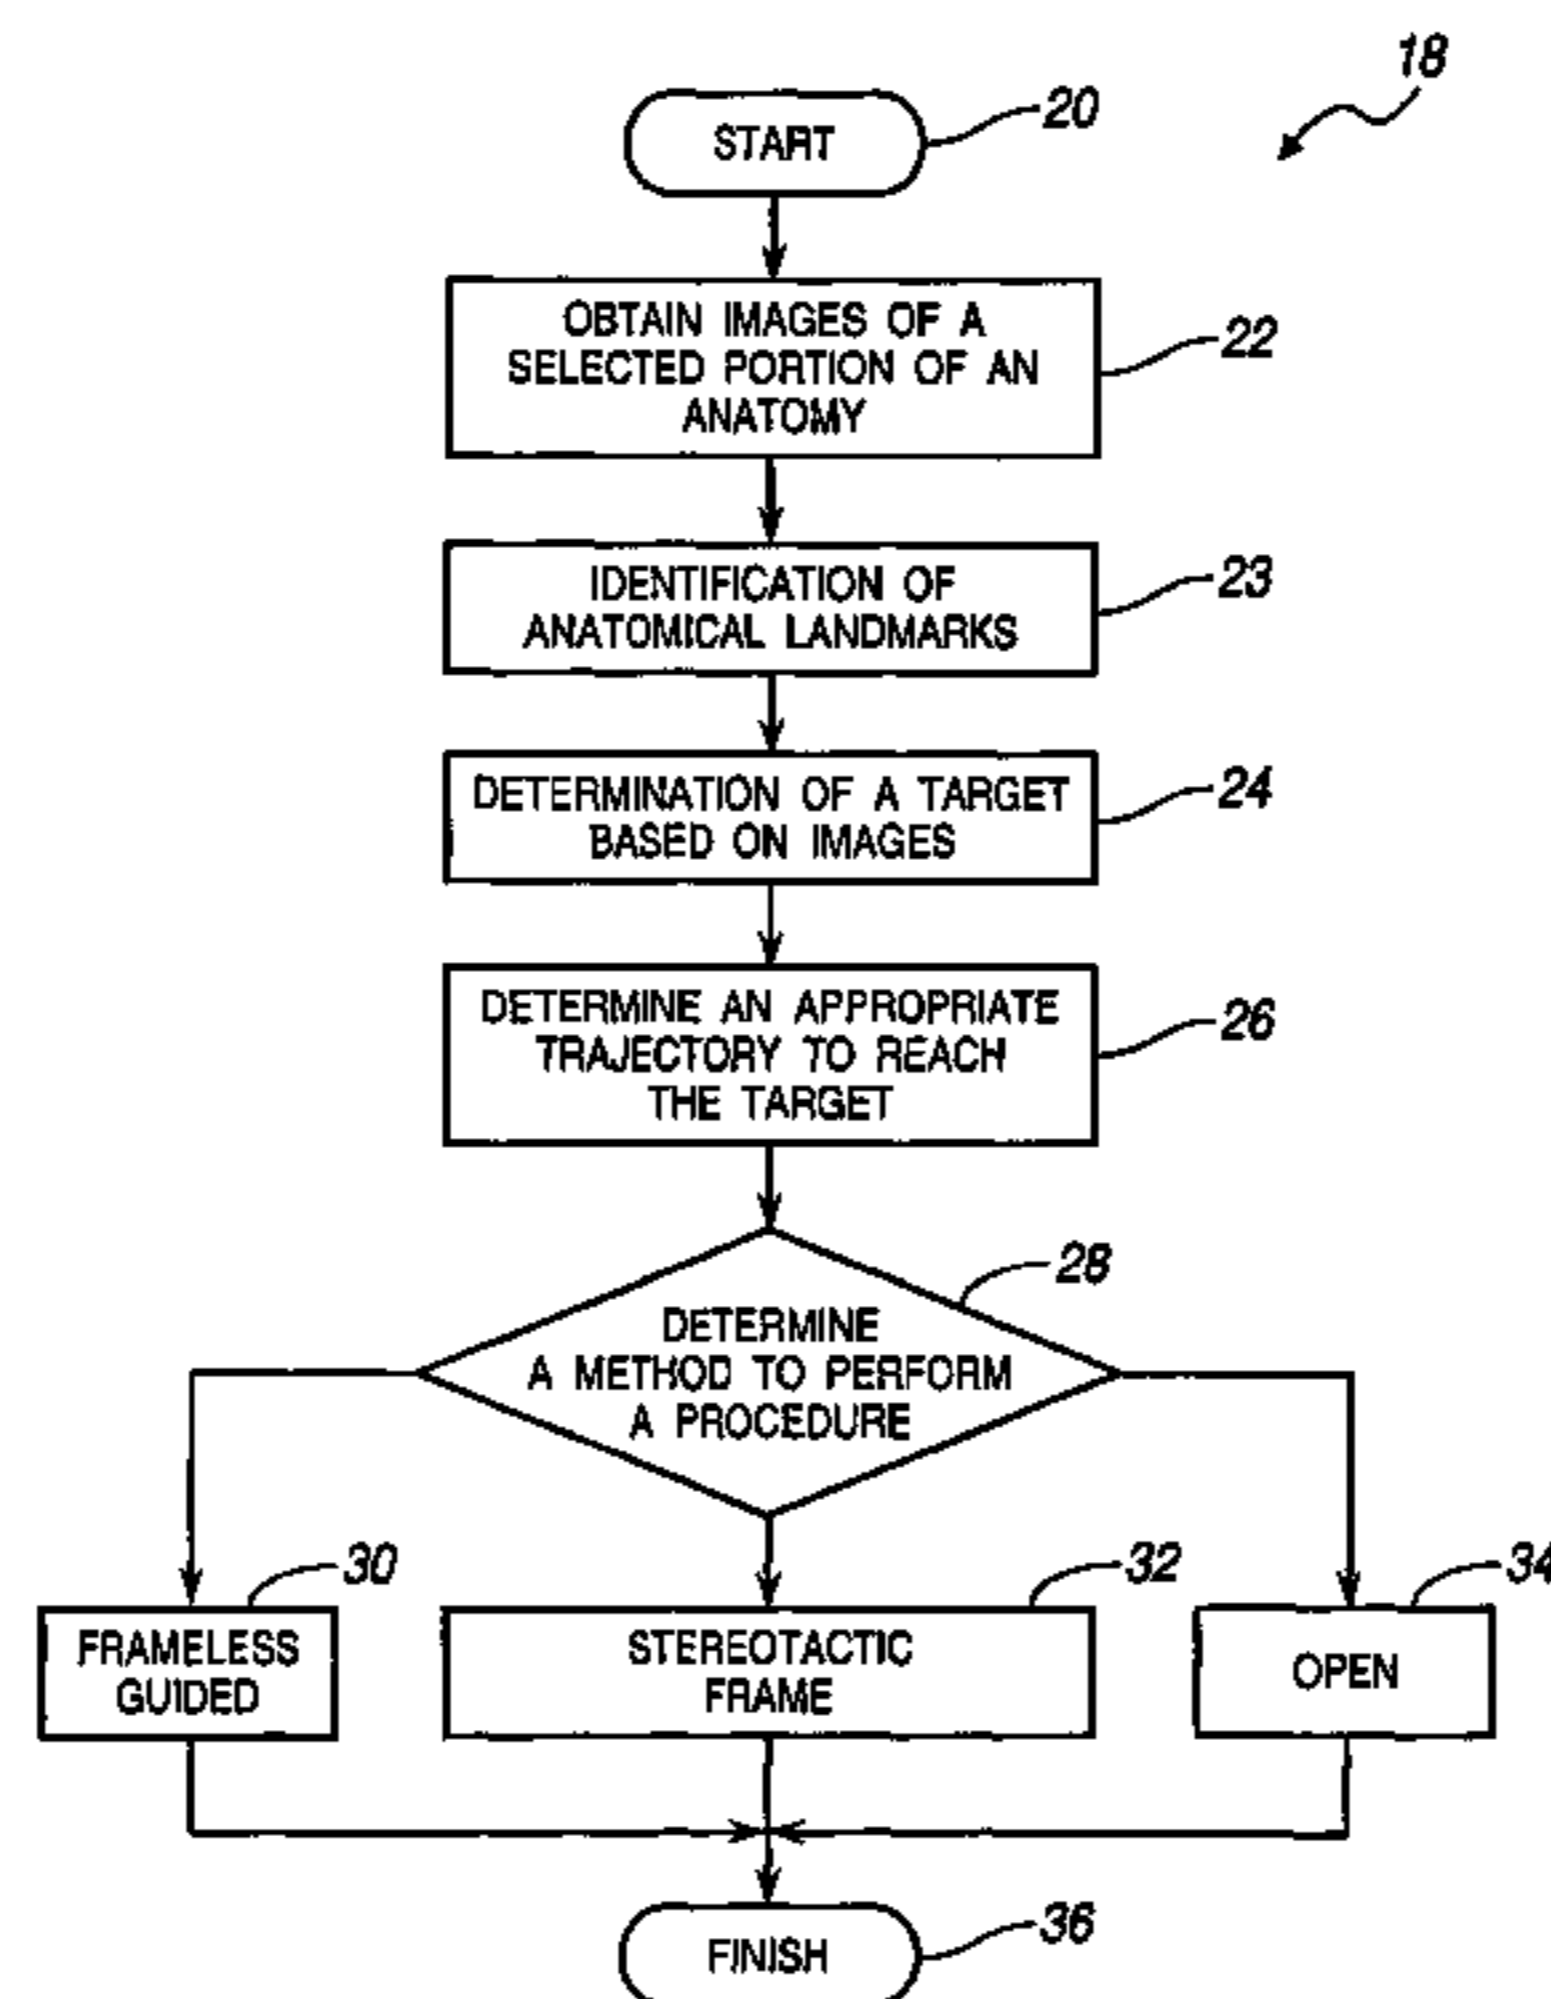 18
START
20
OBTAIN IMAGES OF A
SELECTED PORTION OF AN
ANATOMY
22
IDENTIFICATION OF
ANATOMICAL LANDMARKS
23
DETERMINATION OF A TARGET
BASED ON IMAGES
24
DETERMINE AN APPROPRIATE
TRAJECTORY TO REACH
THE TARGET
26
DETERMINE
A METHOD TO PERFORM
A PROCEDURE
28
FRAMELESS
GUIDED
30
STEREOTACTIC
FRAME
32
OPEN
34
FINISH
36